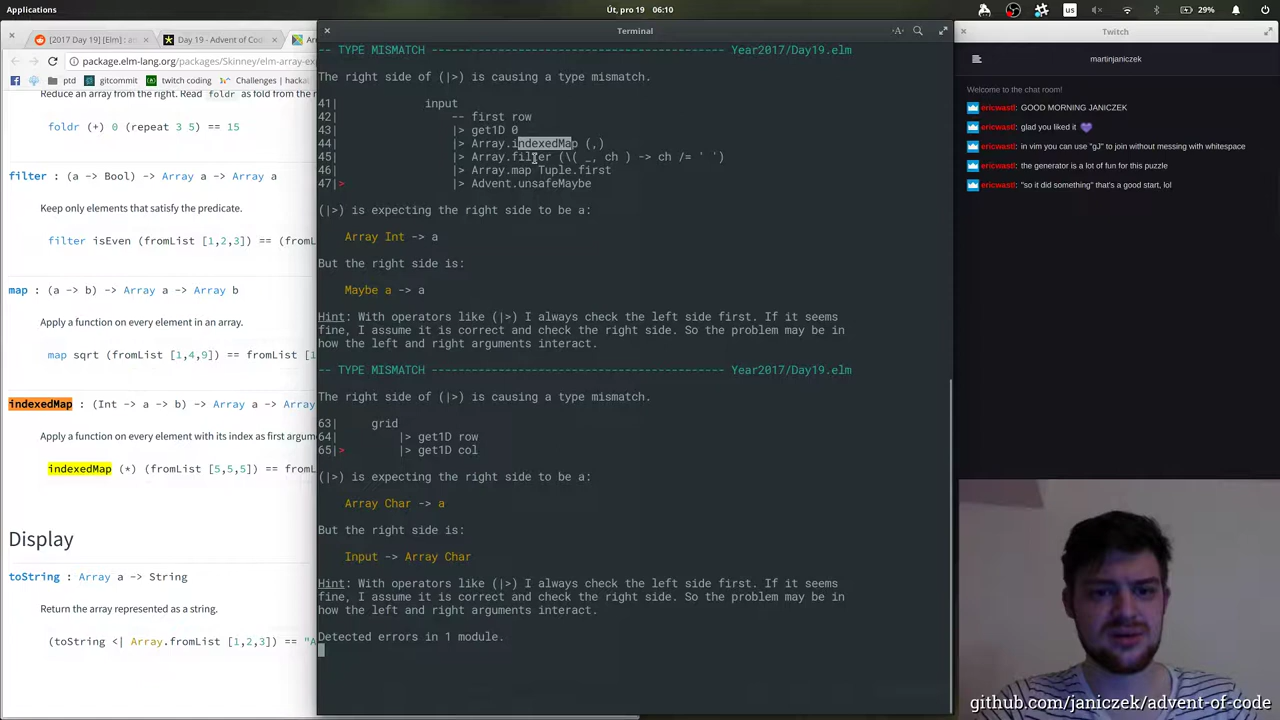 Applications
Út, pro 19 06:10
us
29%
[2017 Day 19] [Elm] : as
Day 19 - Advent of Cod
Arr
package.elm-lang.org/packages/Skinney/elm-array-ex
ptd
gitcommit
package
Challenges | hacka
Reduce an array from the right. Read foldr as fold from the r
foldr (+) 0 (repeat 3 5) == 15
filter : (a -> Bool) -> Array a -> Array a
Keep only elements that satisfy the predicate.
filter isEven (fromList [1,2,3]) == (from
map : (a -> b) -> Array a -> Array b
Apply a function on every element in an array.
map sqrt (fromList [1,4,9]) == fromList [1
indexedMap : (Int -> a -> b) -> Array a -> Array
Apply a function on every element with its index as first argum
indexedMap (*) (fromList [5,5,5]) == fromL
Display
toString : Array a -> String
Return the array represented as a string.
(toString <| Array.fromList [1,2,3]) == "A
Terminal
-- TYPE MISMATCH ------------------------------------------- Year2017/Day19.elm
The right side of (|>) is causing a type mismatch.
41| input
42| -- first row
43| |> get1D 0
44| |> Array.indexedMap (,)
45| |> Array.filter (\( _, ch ) -> ch /= ' ')
46| |> Array.map Tuple.first
47|> |> Advent.unsafeMaybe
(|>) is expecting the right side to be a:
Array Int -> a
But the right side is:
Maybe a -> a
Hint: With operators like (|>) I always check the left side first. If it seems
fine, I assume it is correct and check the right side. So the problem may be in
how the left and right arguments interact.
-- TYPE MISMATCH ------------------------------------------- Year2017/Day19.elm
The right side of (|>) is causing a type mismatch.
63| grid
64| |> get1D row
65|> |> get1D col
(|>) is expecting the right side to be a:
Array Char -> a
But the right side is:
Input -> Array Char
Hint: With operators like (|>) I always check the left side first. If it seems
fine, I assume it is correct and check the right side. So the problem may be in
how the left and right arguments interact.
Detected errors in 1 module.
Twitch
martinjaniczek
Welcome to the chat room!
ericwastl: GOOD MORNING JANICZEK
ericwastl: glad you liked it 💜
ericwastl: in vim you can use "gJ" to join without messing with whitespace
ericwastl: the generator is a lot of fun for this puzzle
ericwastl: "so it did something" that's a good start, lol
github.com/janiczek/advent-of-code